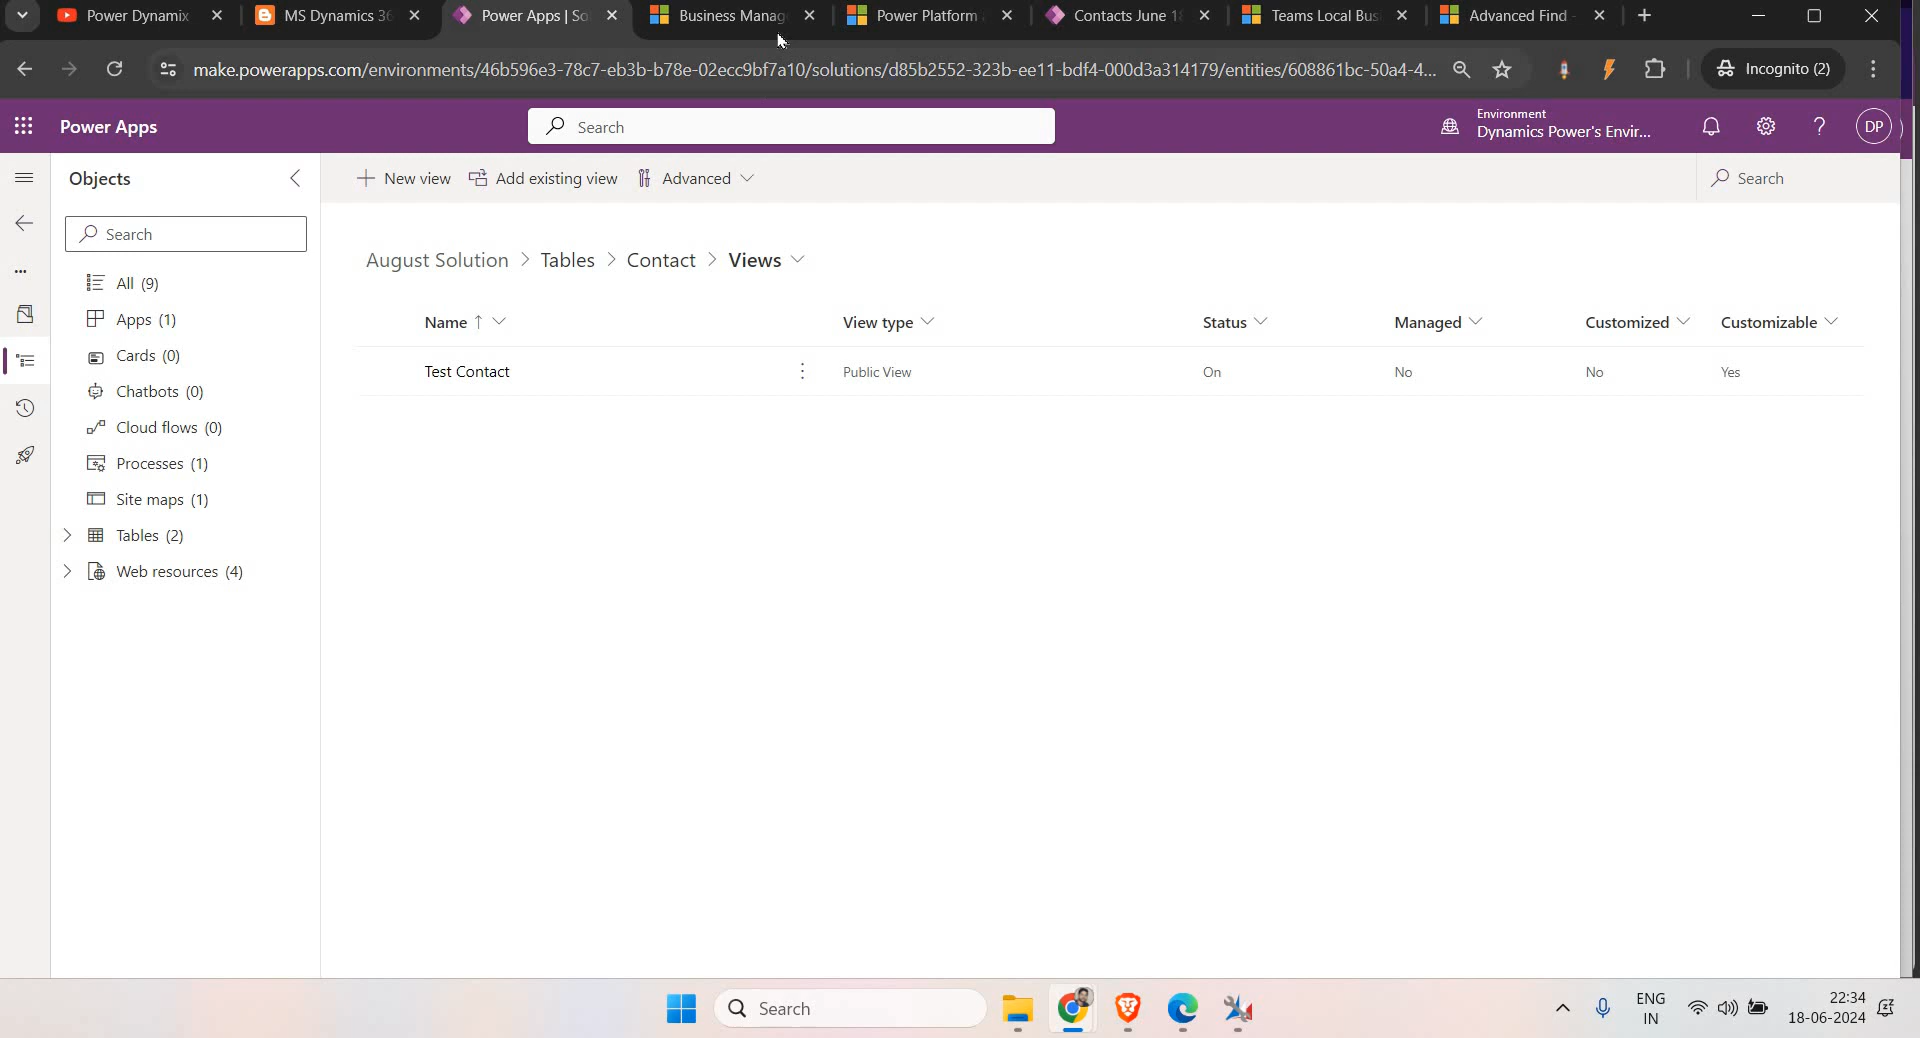 Power Dynamix
MS Dynamics 36
Power Apps | So
Business Manag
Power Platform
Contacts June 18
Teams Local Bus
Advanced Find -
make.powerapps.com/environments/46b596e3-78c7-eb3b-b78e-02ecc9bf7a10/solutions/d85b2552-323b-ee11-bdf4-000d3a314179/entities/608861bc-50a4-4...
Incognito (2)
Power Apps
Search
Environment
Dynamics Power's Envir...
DP
Objects
New view
Add existing view
Advanced
Search
Search
All (9)
Apps (1)
Cards (0)
Chatbots (0)
Cloud flows (0)
Processes (1)
Site maps (1)
Tables (2)
Web resources (4)
August Solution > Tables > Contact > Views
Name ↑ View type Status Managed Customized Customizable
Test Contact Public View On No No Yes
Search
ENG
IN
22:34
18-06-2024